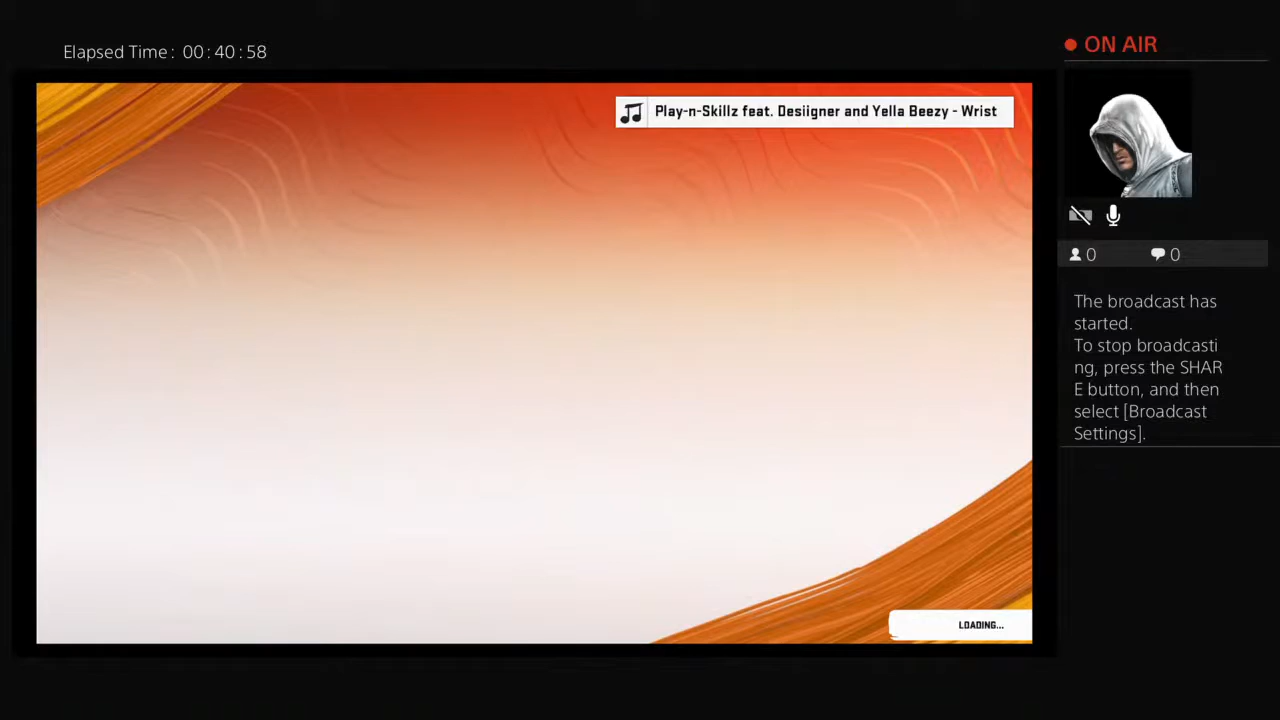 Elapsed Time: 00:40:58
ON AIR
Play-n-Skillz feat. Desiigner and Yella Beezy - Wrist
0
0
The broadcast has
started.
To stop broadcasti
ng, press the SHAR
E button, and then
select [Broadcast
Settings].
LOADING...